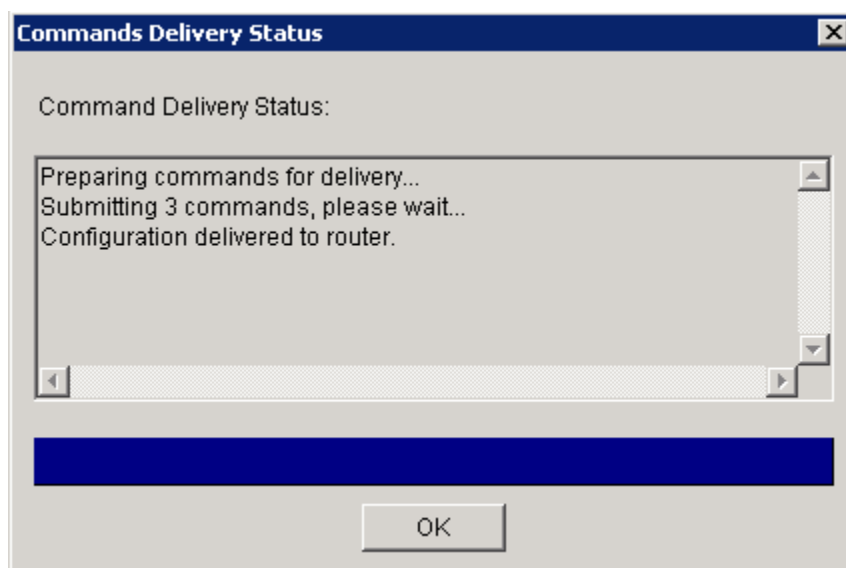 Commands Delivery Status
Command Delivery Status:
Preparing commands for delivery...
Submitting 3 commands, please wait...
Configuration delivered to router.
OK